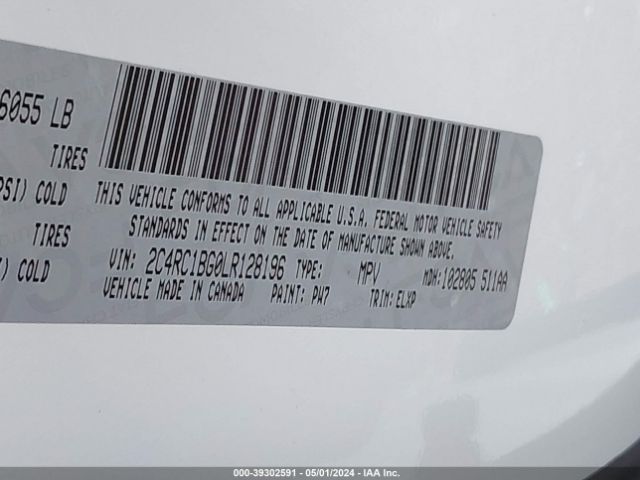 6055 LB
TIRES
PSI) COLD
TIRES
) COLD
THIS VEHICLE CONFORMS TO ALL APPLICABLE U.S.A. FEDERAL MOTOR VEHICLE SAFETY
STANDARDS IN EFFECT ON THE DATE OF MANUFACTURE SHOWN ABOVE.
VIN: 2C4RC1BG0LR128196 TYPE: MPV MDH: 102805 511AA
VEHICLE MADE IN CANADA PAINT: PW7 TRIM: ELXP
000-39302591 - 05/01/2024 - IAA Inc.